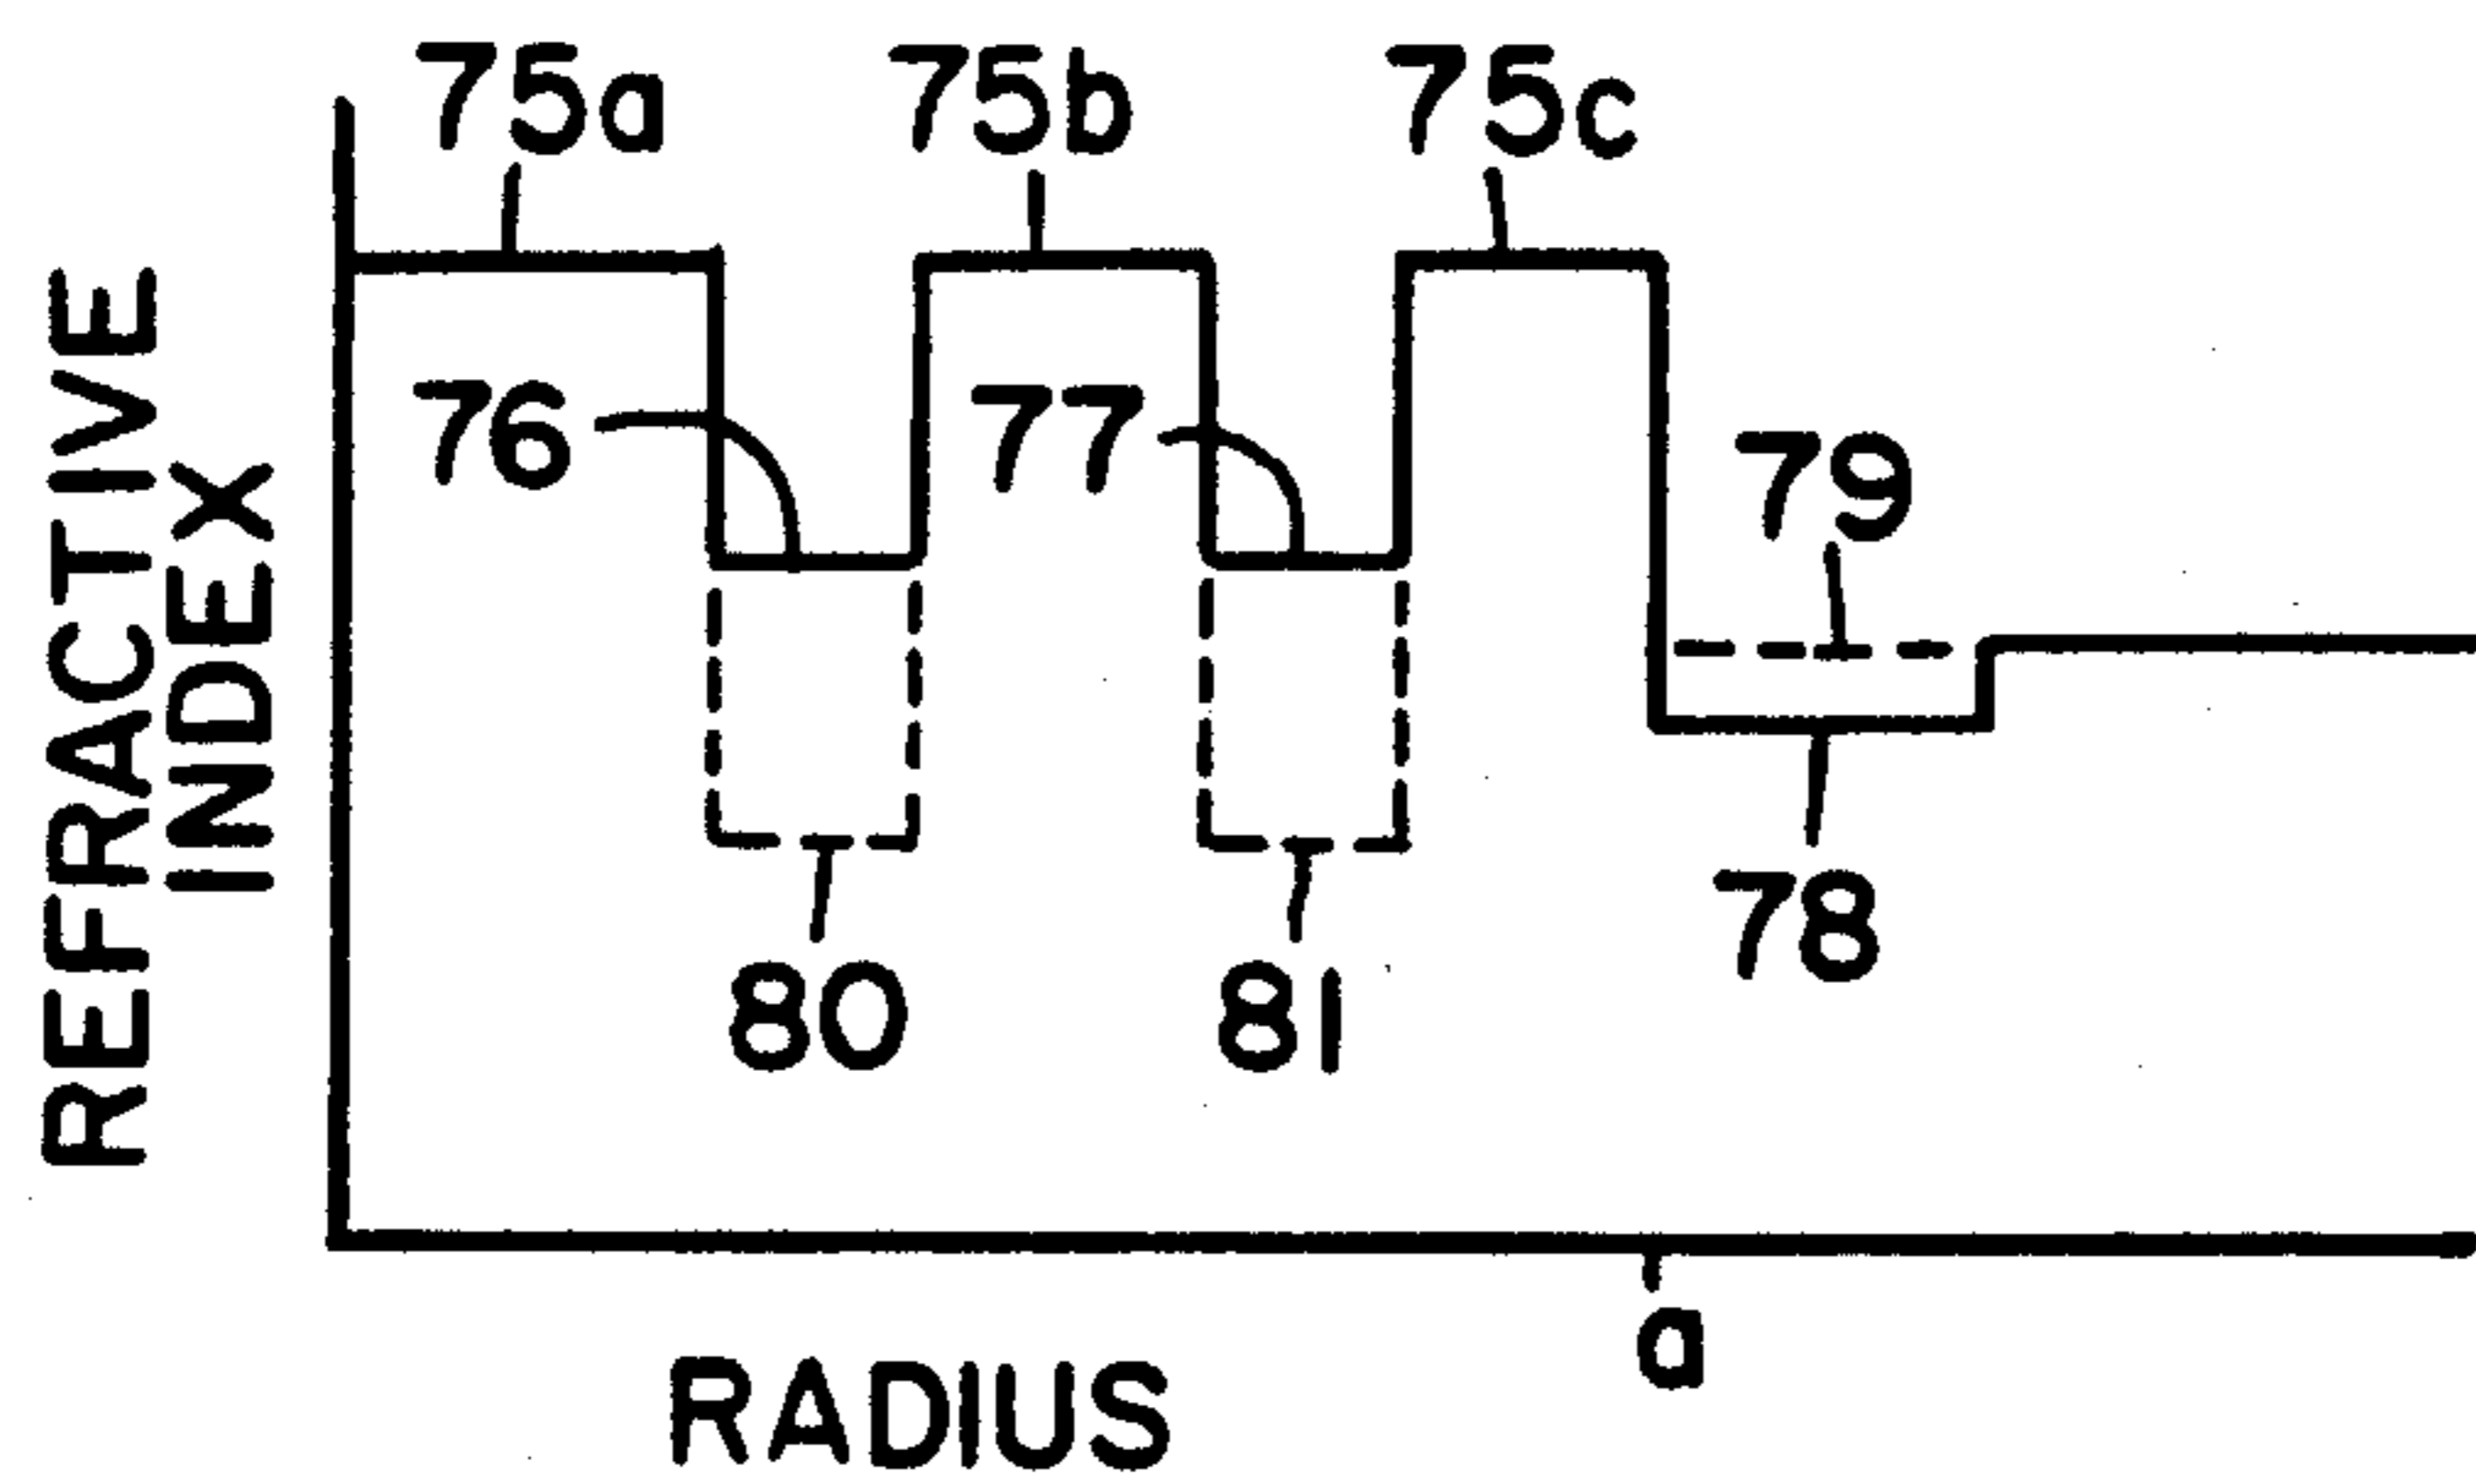 75a 75b 75c
76 77 79
78
80 81
a
REFRACTIVE
INDEX
RADIUS